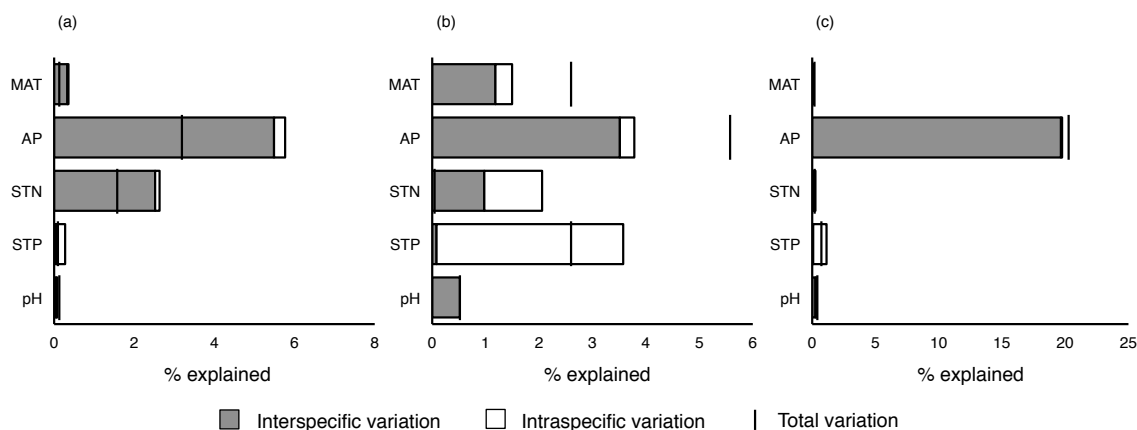 (a)
(b)
(c)
MAT
AP
STN
STP
pH
0 2 4 6 8
% explained
MAT
AP
STN
STP
pH
0 1 2 3 4 5 6
% explained
MAT
AP
STN
STP
pH
0 5 10 15 20 25
% explained
Interspecific variation Intraspecific variation Total variation